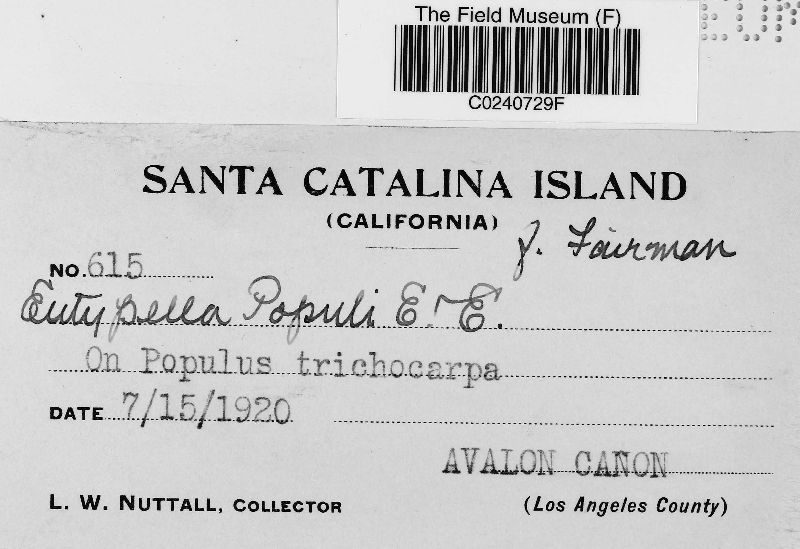 The Field Museum (F)
C0240729F
SANTA CATALINA ISLAND
(CALIFORNIA)
J. Fairman
NO. 615
Eutypella Populi E. & E.
On Populus trichocarpa
DATE 7/15/1920
AVALON CAÑON
L. W. NUTTALL, COLLECTOR
(Los Angeles County)